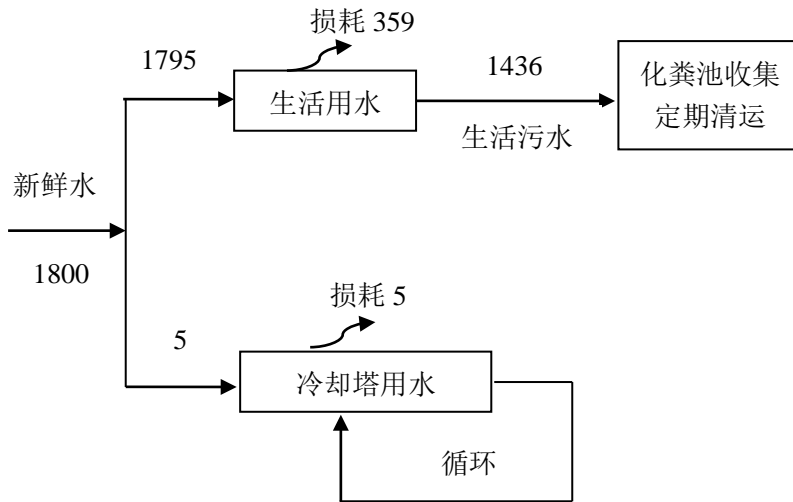 损耗 359
1795
生活用水
1436
生活污水
化粪池收集
定期清运
新鲜水
1800
损耗 5
5
冷却塔用水
循环